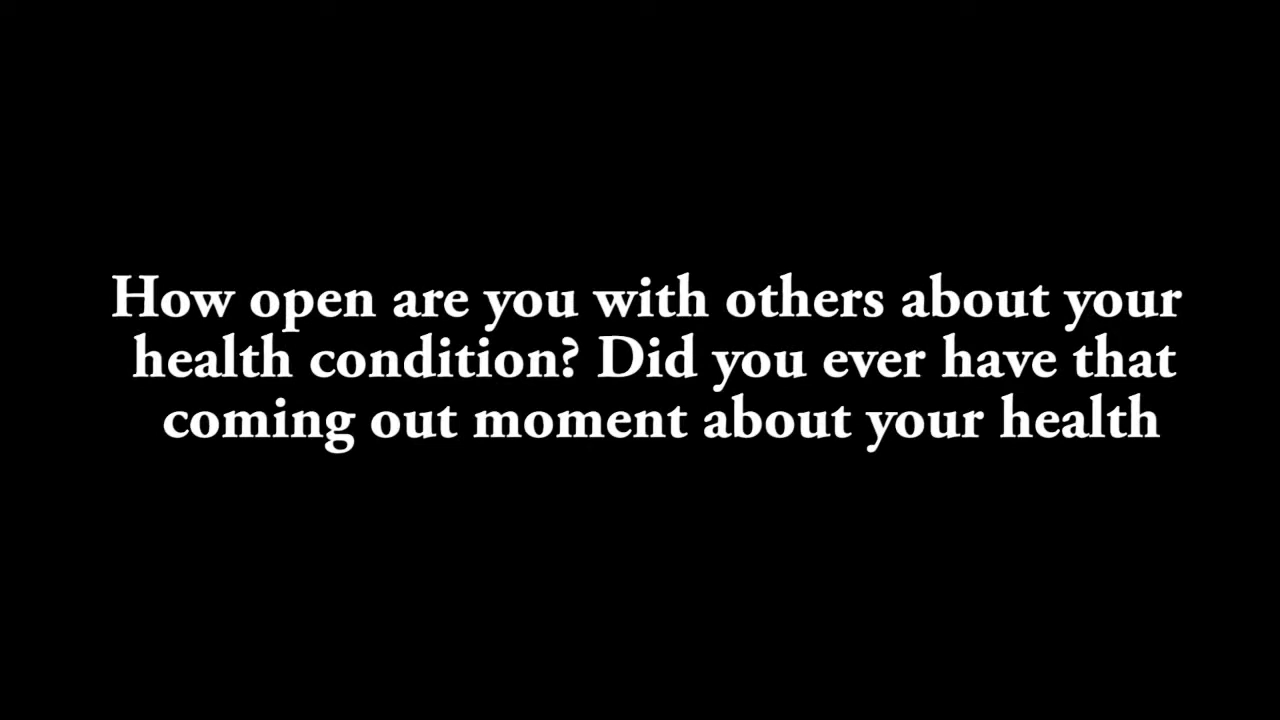 How open are you with others about your
health condition? Did you ever have that
coming out moment about your health